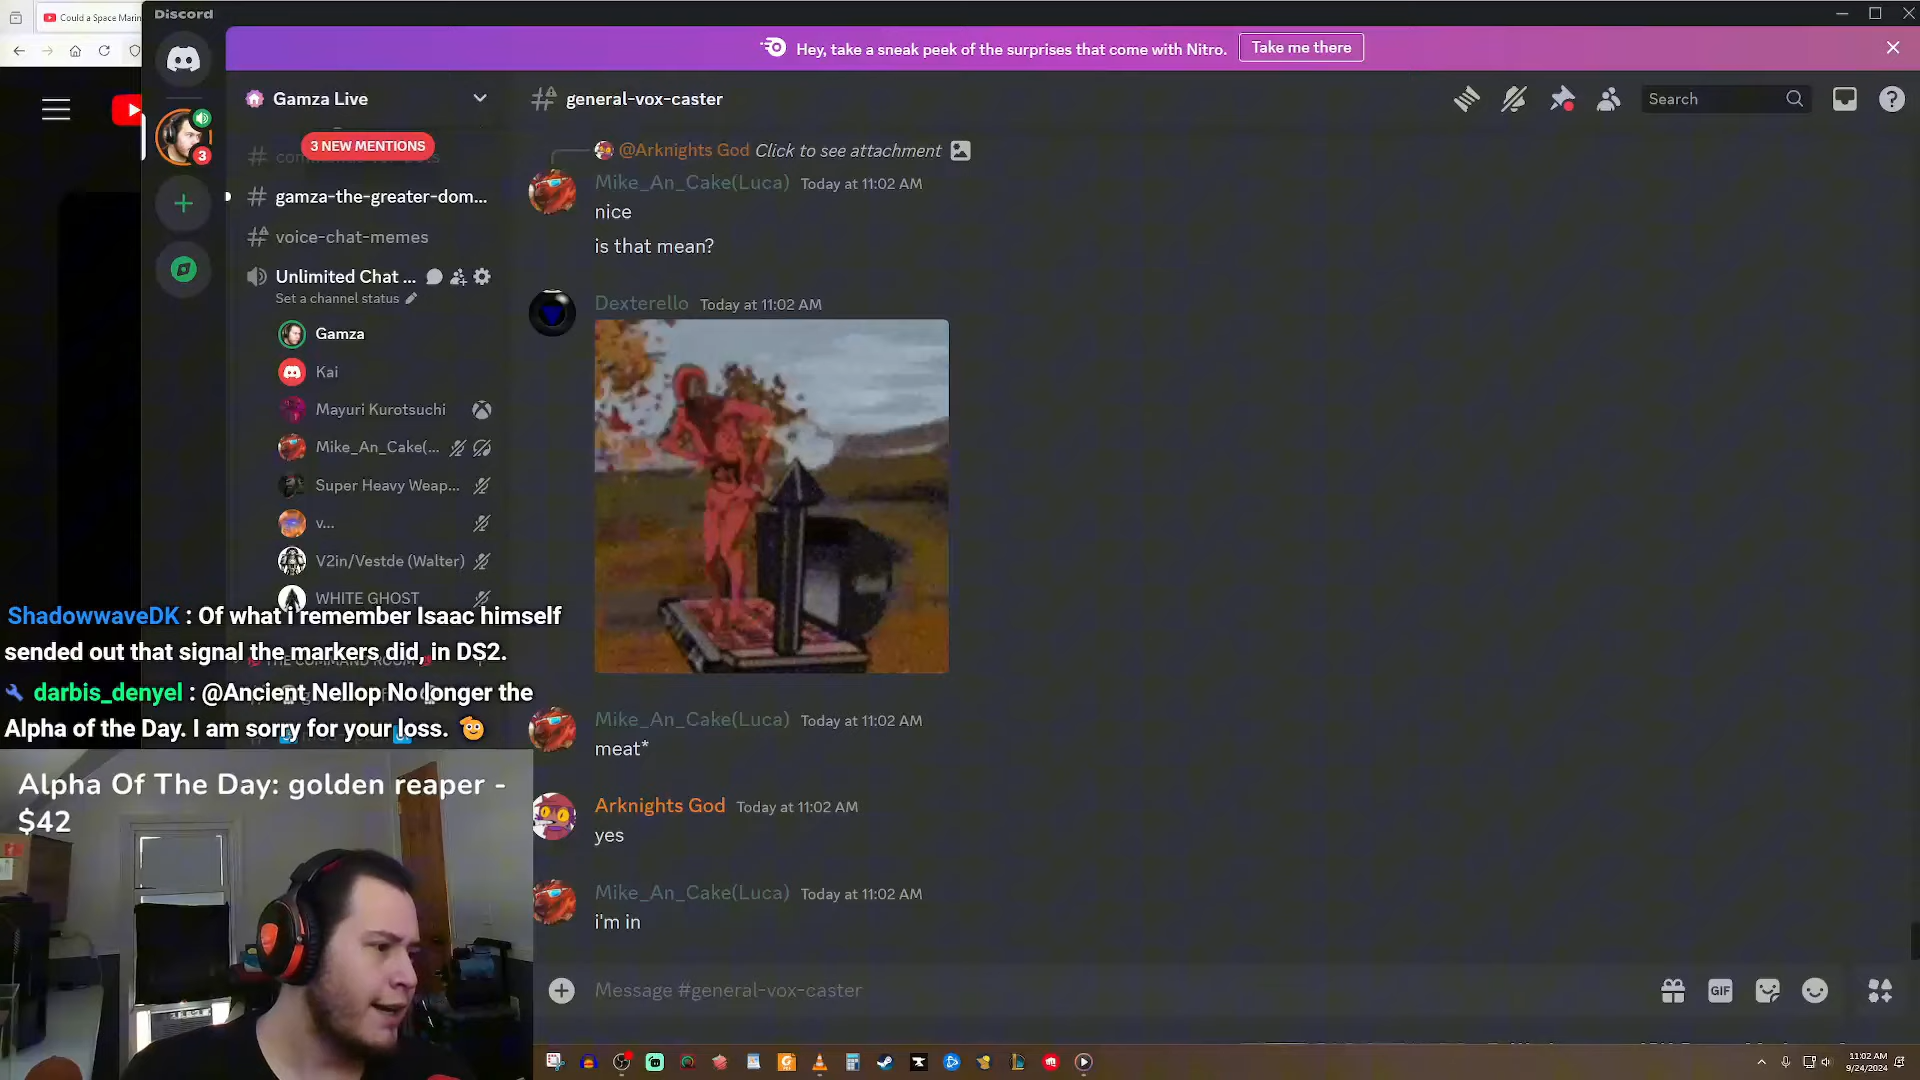 Could a Space Marin
Discord
Hey, take a sneak peek of the surprises that come with Nitro.
Take me there
Gamza Live
general-vox-caster
Search
3 NEW MENTIONS
3
gamza-the-greater-dom...
voice-chat-memes
Unlimited Chat ...
Set a channel status
Gamza
Kai
Mayuri Kurotsuchi
Mike_An_Cake(...
Super Heavy Weap...
v...
V2in/Vestde (Walter)
WHITE GHOST
THE COMMAND ROOM
@Arknights God Click to see attachment
Mike_An_Cake(Luca) Today at 11:02 AM
nice
is that mean?
Dexterello Today at 11:02 AM
Mike_An_Cake(Luca) Today at 11:02 AM
meat*
Arknights God Today at 11:02 AM
yes
Mike_An_Cake(Luca) Today at 11:02 AM
i'm in
Message #general-vox-caster
GIF
ShadowwaveDK : Of what i remember Isaac himself
sended out that signal the markers did, in DS2.
darbis_denyel : @Ancient Nellop No longer the
Alpha of the Day. I am sorry for your loss.
Alpha Of The Day: golden reaper -
$42
11:02 AM
9/24/2024